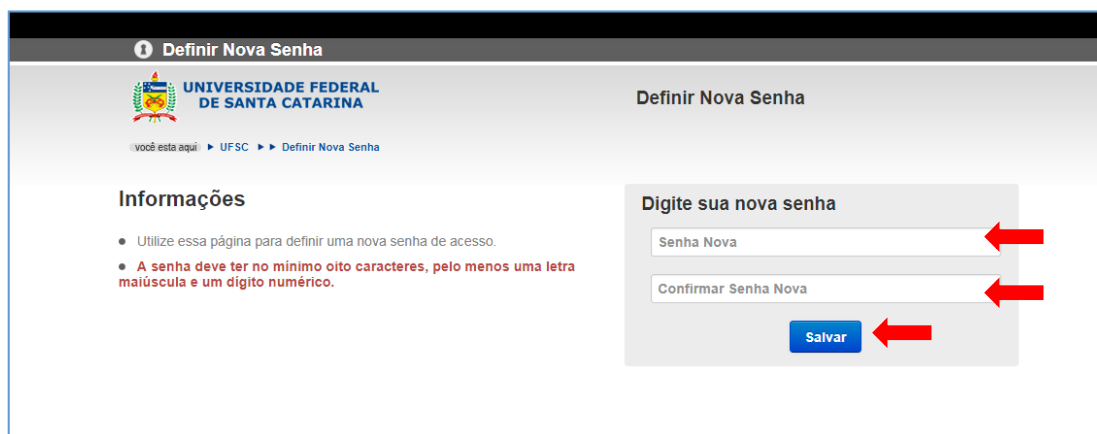 Definir Nova Senha
UNIVERSIDADE FEDERAL
DE SANTA CATARINA
Definir Nova Senha
você esta aqui ► UFSC ► ► Definir Nova Senha
Informações
● Utilize essa página para definir uma nova senha de acesso.
● A senha deve ter no mínimo oito caracteres, pelo menos uma letra
maiúscula e um dígito numérico.
Digite sua nova senha
Senha Nova
Confirmar Senha Nova
Salvar